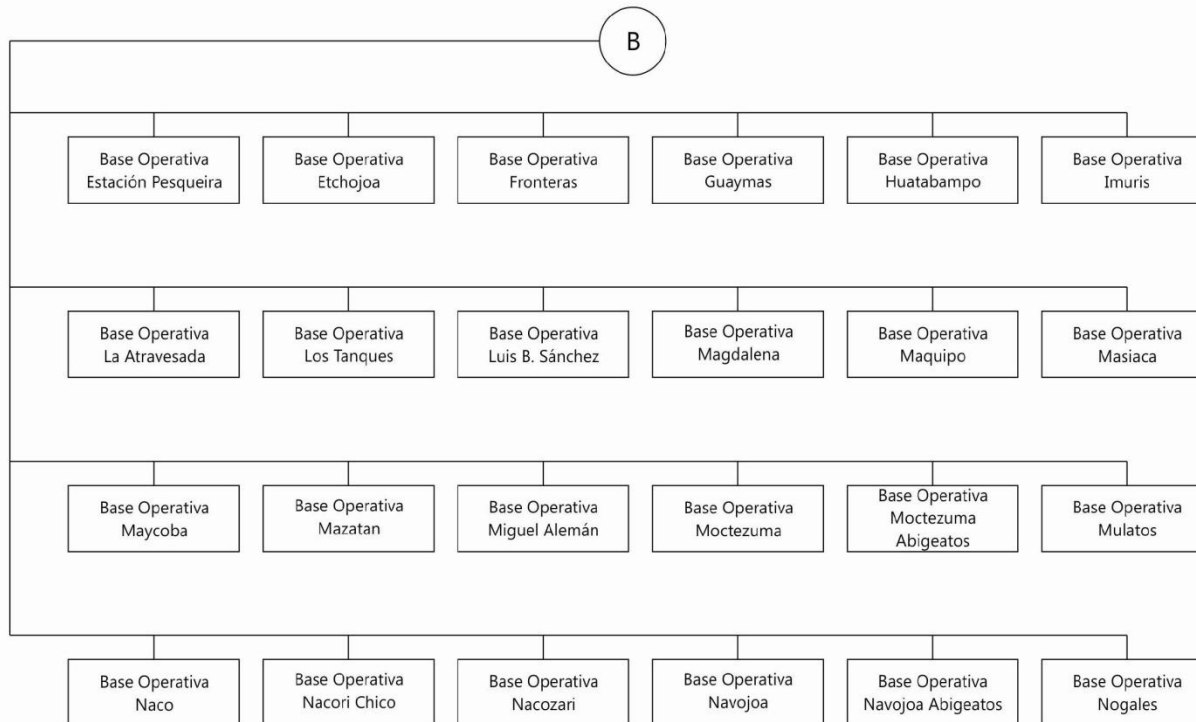 B
Base Operativa
Estación Pesqueira
Base Operativa
Etchojoa
Base Operativa
Fronteras
Base Operativa
Guaymas
Base Operativa
Huatabampo
Base Operativa
Imuris
Base Operativa
La Atravesada
Base Operativa
Los Tanques
Base Operativa
Luis B. Sánchez
Base Operativa
Magdalena
Base Operativa
Maquipo
Base Operativa
Masiaca
Base Operativa
Maycoba
Base Operativa
Mazatan
Base Operativa
Miguel Alemán
Base Operativa
Moctezuma
Base Operativa
Moctezuma
Abigeatos
Base Operativa
Mulatos
Base Operativa
Naco
Base Operativa
Nacori Chico
Base Operativa
Nacozari
Base Operativa
Navojoa
Base Operativa
Navojoa Abigeatos
Base Operativa
Nogales